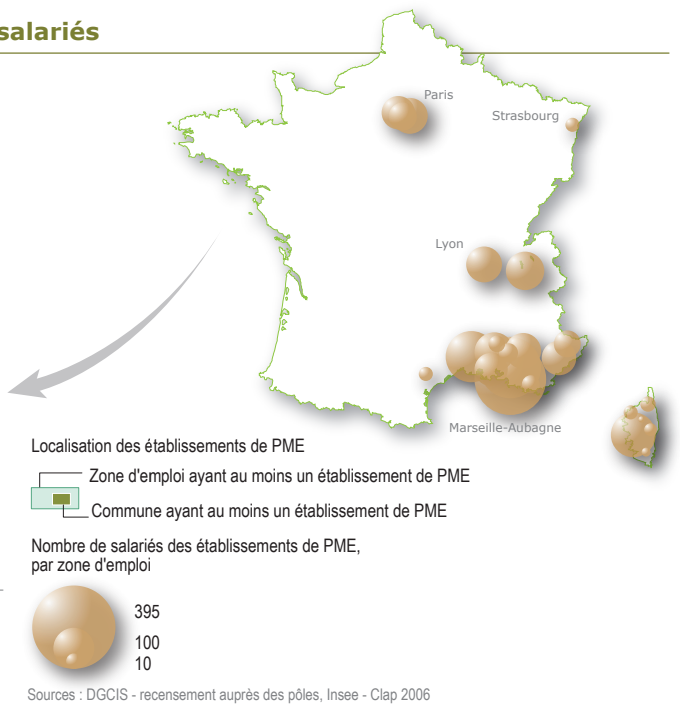 salariés
Paris
Strasbourg
Lyon
Marseille-Aubagne
Localisation des établissements de PME
Zone d'emploi ayant au moins un établissement de PME
Commune ayant au moins un établissement de PME
Nombre de salariés des établissements de PME,
par zone d'emploi
395
100
10
Sources : DGCIS - recensement auprès des pôles, Insee - Clap 2006